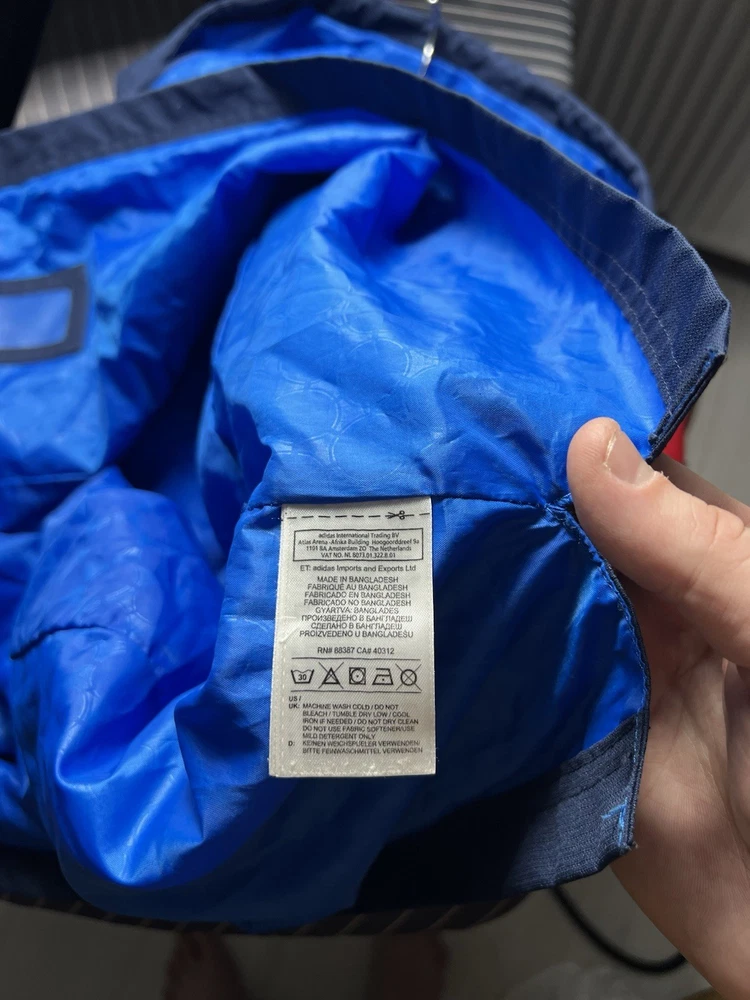 adidas International Trading BV
Atlas Arena -Afrika Building Hoogoorddreef 9a
1101 BA Amsterdam ZO The Netherlands
VAT NO. NL 8073.01.322.B.01
ET: adidas Imports and Exports Ltd
MADE IN BANGLADESH
FABRIQUÉ AU BANGLADESH
FABRICADO EN BANGLADESH
FABRICADO NO BANGLADESH
GYÁRTVA: BANGLADES
ПРОИЗВЕДЕНО В БАНГЛАДЕШ
СДЕЛАНО В БАНГЛАДЕШ
PROIZVEDENO U BANGLADEŠU
RN# 88387 CA# 40312
30
US /
UK: MACHINE WASH COLD / DO NOT
BLEACH / TUMBLE DRY LOW / COOL
IRON IF NEEDED / DO NOT DRY CLEAN
DO NOT USE FABRIC SOFTENER/USE
MILD DETERGENT ONLY
D: KEINEN WEICHSPUELER VERWENDEN/
BITTE FEINWASCHMITTEL VERWENDEN